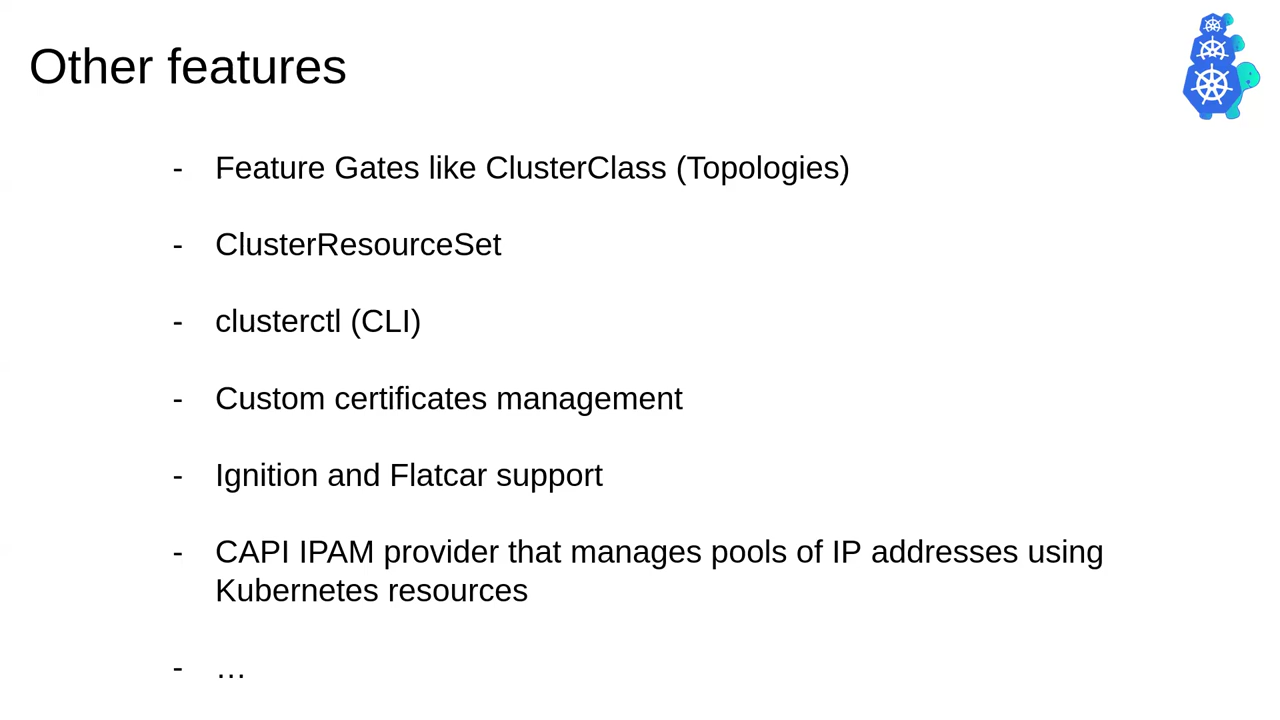 Other features
- Feature Gates like ClusterClass (Topologies)
- ClusterResourceSet
- clusterctl (CLI)
- Custom certificates management
- Ignition and Flatcar support
- CAPI IPAM provider that manages pools of IP addresses using
Kubernetes resources
- …